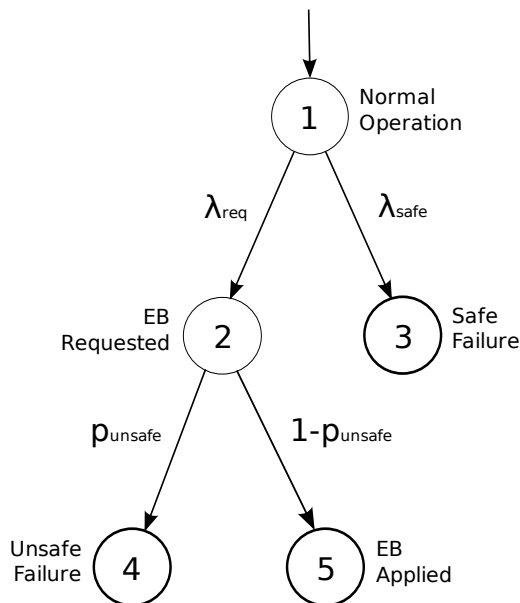 1
Normal
Operation
λreq
λsafe
EB
Requested
2
3
Safe
Failure
punsafe
1-punsafe
Unsafe
Failure
4
5
EB
Applied